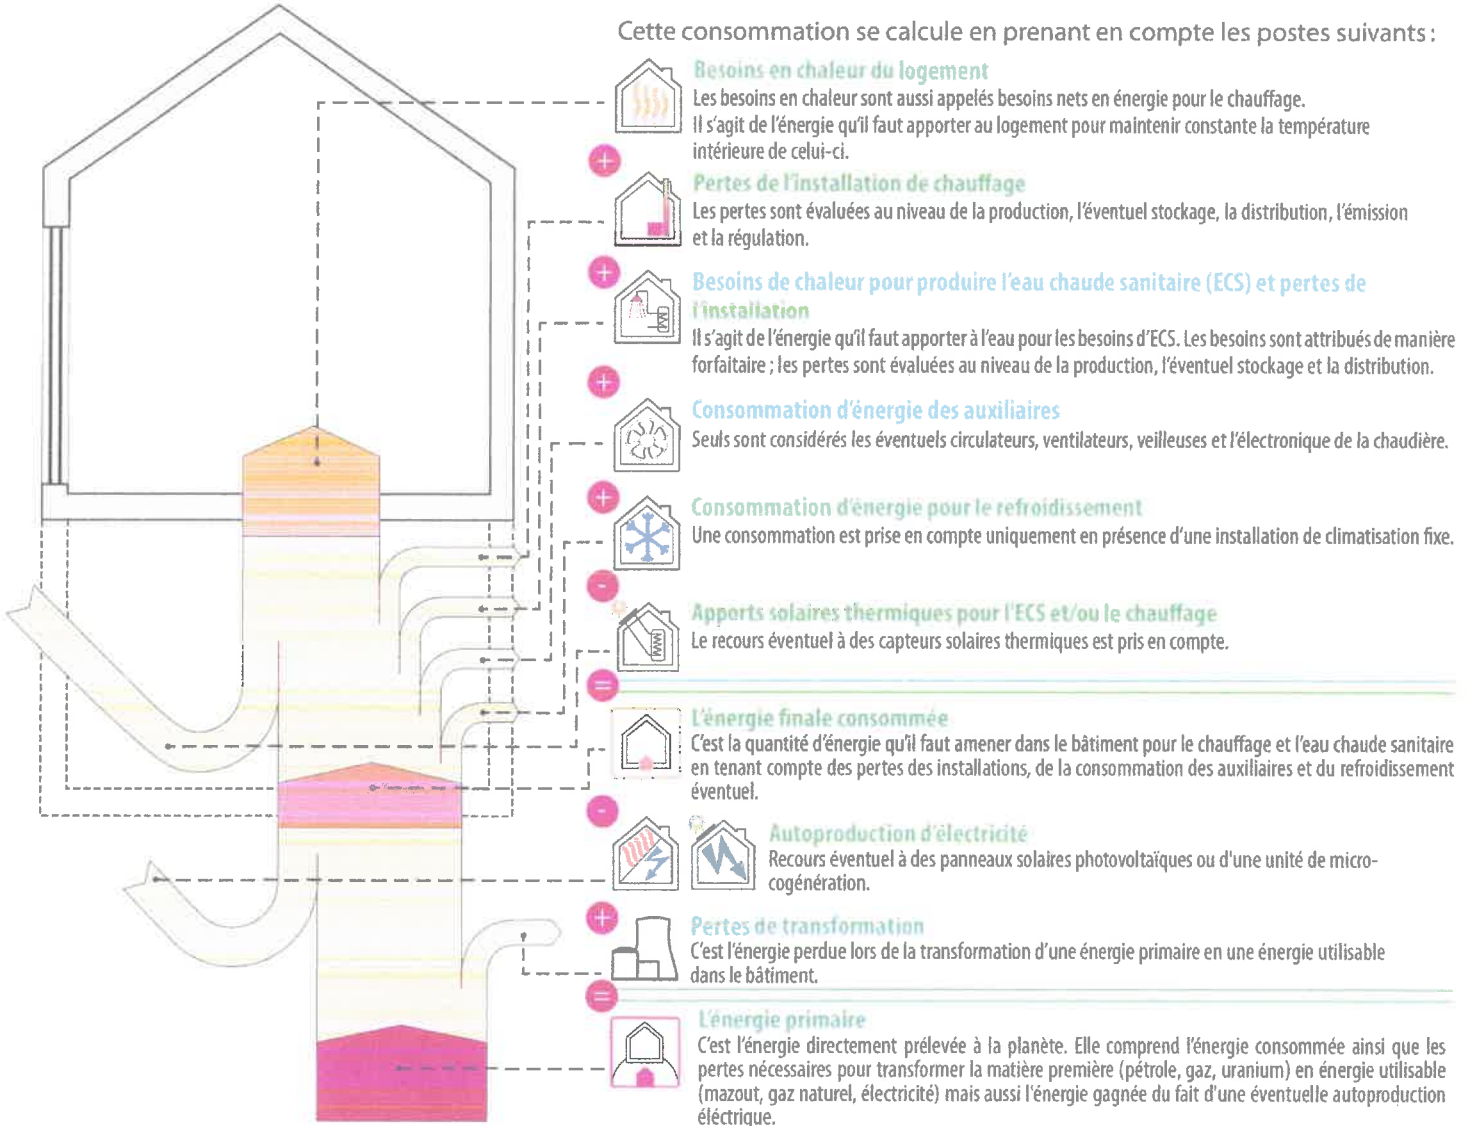 Cette consommation se calcule en prenant en compte les postes suivants :
Besoins en chaleur du logement
Les besoins en chaleur sont aussi appelés besoins nets en énergie pour le chauffage.
Il s'agit de l'énergie qu'il faut apporter au logement pour maintenir constante la température
intérieure de celui-ci.
+
Pertes de l'installation de chauffage
Les pertes sont évaluées au niveau de la production, l'éventuel stockage, la distribution, l'émission
et la régulation.
+
Besoins de chaleur pour produire l'eau chaude sanitaire (ECS) et pertes de
l'installation
Il s'agit de l'énergie qu'il faut apporter à l'eau pour les besoins d'ECS. Les besoins sont attribués de manière
forfaitaire ; les pertes sont évaluées au niveau de la production, l'éventuel stockage et la distribution.
+
Consommation d'énergie des auxiliaires
Seuls sont considérés les éventuels circulateurs, ventilateurs, veilleuses et l'électronique de la chaudière.
+
Consommation d'énergie pour le refroidissement
Une consommation est prise en compte uniquement en présence d'une installation de climatisation fixe.
-
Apports solaires thermiques pour l'ECS et/ou le chauffage
Le recours éventuel à des capteurs solaires thermiques est pris en compte.
=
L'énergie finale consommée
C'est la quantité d'énergie qu'il faut amener dans le bâtiment pour le chauffage et l'eau chaude sanitaire
en tenant compte des pertes des installations, de la consommation des auxiliaires et du refroidissement
éventuel.
-
Autoproduction d'électricité
Recours éventuel à des panneaux solaires photovoltaïques ou d'une unité de micro-
cogénération.
+
Pertes de transformation
C'est l'énergie perdue lors de la transformation d'une énergie primaire en une énergie utilisable
dans le bâtiment.
=
L'énergie primaire
C'est l'énergie directement prélevée à la planète. Elle comprend l'énergie consommée ainsi que les
pertes nécessaires pour transformer la matière première (pétrole, gaz, uranium) en énergie utilisable
(mazout, gaz naturel, électricité) mais aussi l'énergie gagnée du fait d'une éventuelle autoproduction
éléctrique.